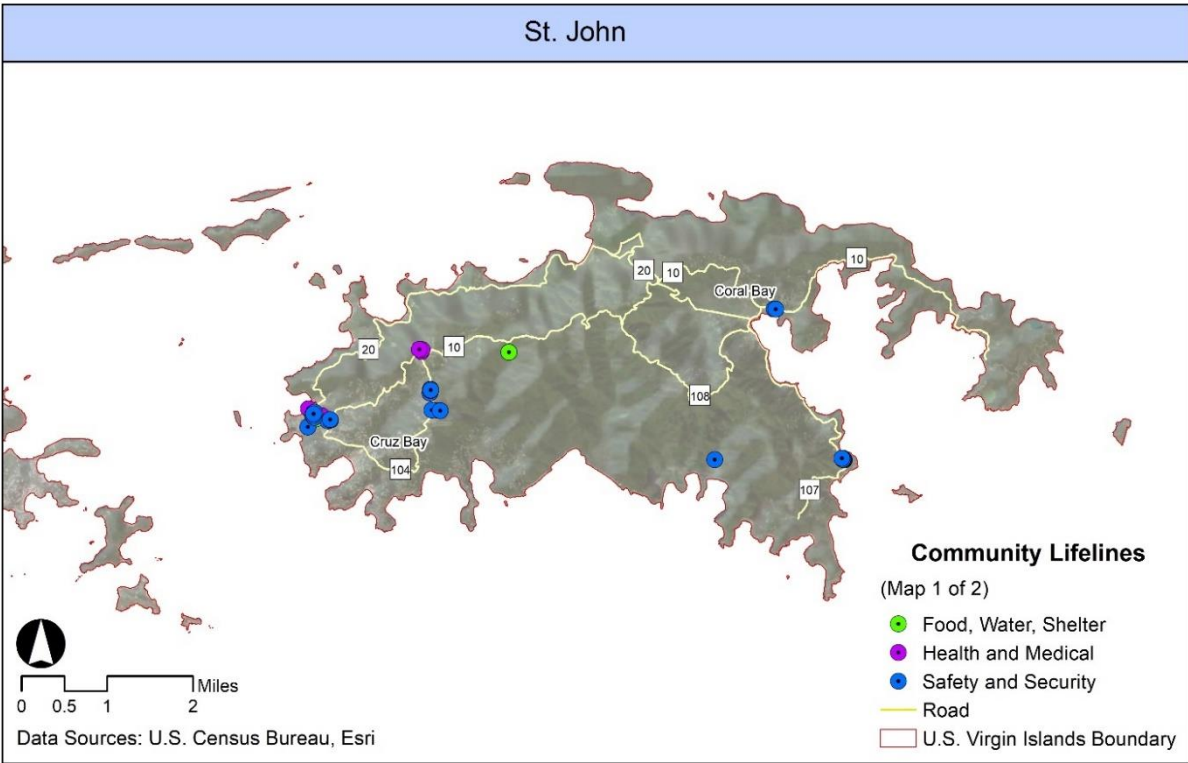 St. John
20
10
10
Coral Bay
20
10
108
Cruz Bay
104
107
Community Lifelines
(Map 1 of 2)
Food, Water, Shelter
Health and Medical
Safety and Security
Road
U.S. Virgin Islands Boundary
Miles
0 0.5 1 2
Data Sources: U.S. Census Bureau, Esri